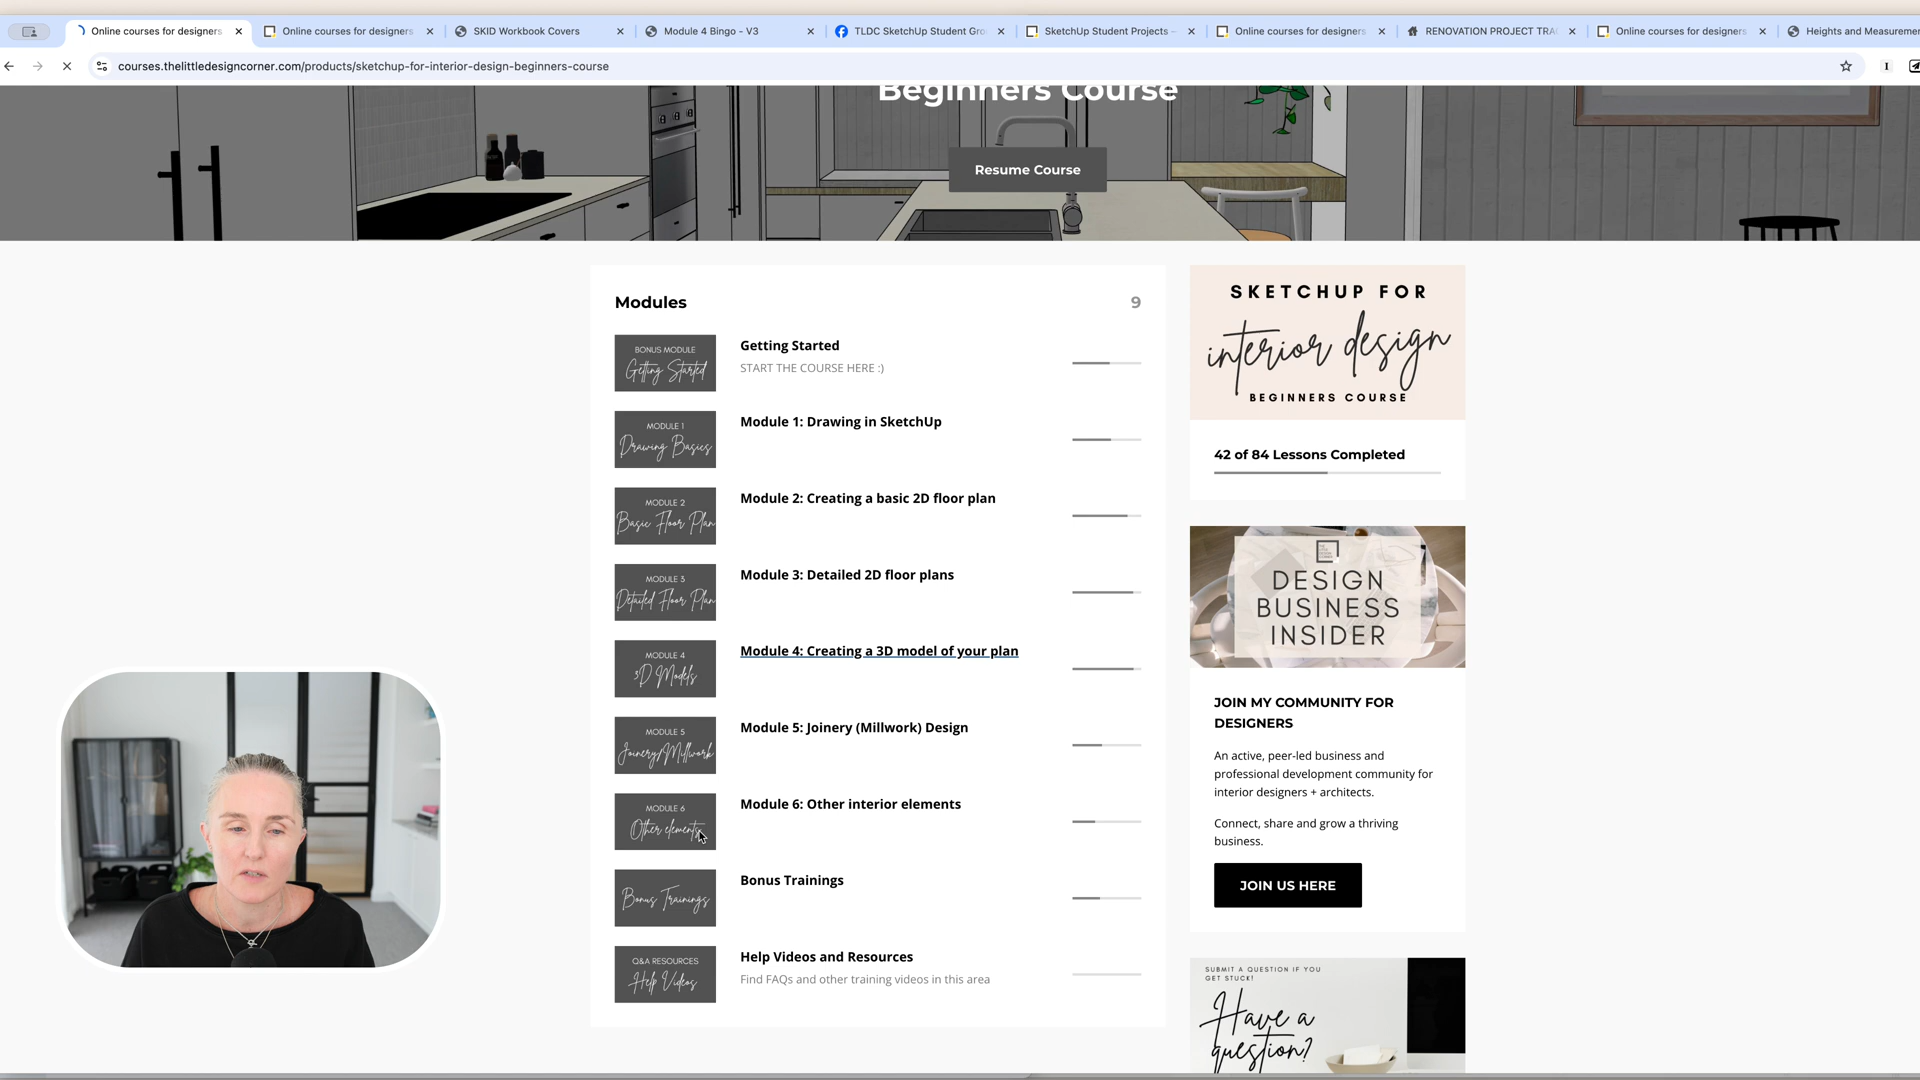 Online courses for designers
Online courses for designers
SKID Workbook Covers
Module 4 Bingo - V3
TLDC SketchUp Student Gro
SketchUp Student Projects -
Online courses for designers
RENOVATION PROJECT TRA
Online courses for designers
Heights and Measuremen
courses.thelittledesigncorner.com/products/sketchup-for-interior-design-beginners-course
Beginners Course
Resume Course
Modules
9
BONUS MODULE
Getting Started
Getting Started
START THE COURSE HERE :)
MODULE 1
Drawing Basics
Module 1: Drawing in SketchUp
MODULE 2
Basic Floor Plan
Module 2: Creating a basic 2D floor plan
MODULE 3
Detailed Floor Plan
Module 3: Detailed 2D floor plans
MODULE 4
3D Models
Module 4: Creating a 3D model of your plan
MODULE 5
Joinery/Millwork
Module 5: Joinery (Millwork) Design
MODULE 6
Other elements
Module 6: Other interior elements
Bonus Trainings
Bonus Trainings
Q&A RESOURCES
Help Videos
Help Videos and Resources
Find FAQs and other training videos in this area
SKETCHUP FOR
interior design
BEGINNERS COURSE
42 of 84 Lessons Completed
DESIGN
BUSINESS
INSIDER
JOIN MY COMMUNITY FOR
DESIGNERS
An active, peer-led business and
professional development community for
interior designers + architects.
Connect, share and grow a thriving
business.
JOIN US HERE
SUBMIT A QUESTION IF YOU
GET STUCK!
Have a
question?